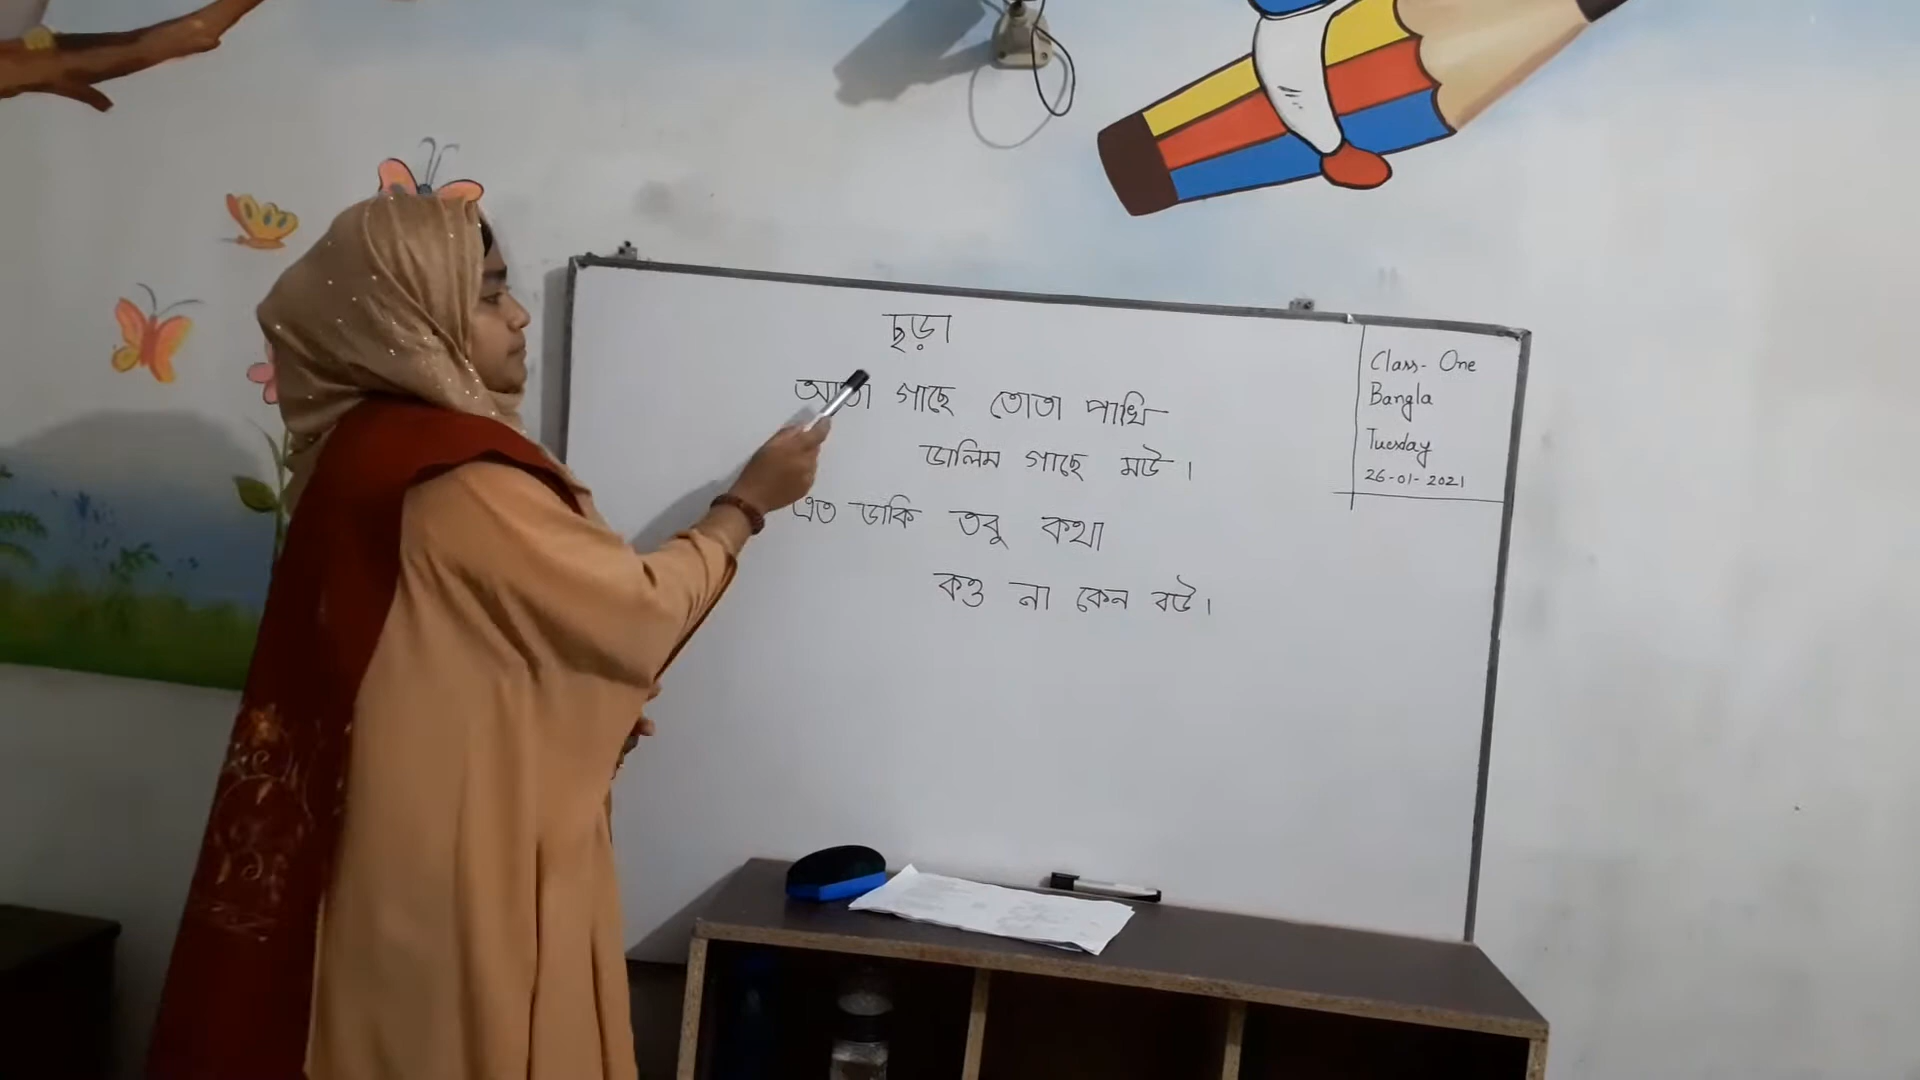 ছড়া
আতা গাছে তোতা পাখি
ডালিম গাছে মউ।
এত ডাকি তবু কথা
কও না কেন বউ।
Class- One
Bangla
Tuesday
26-01-2021